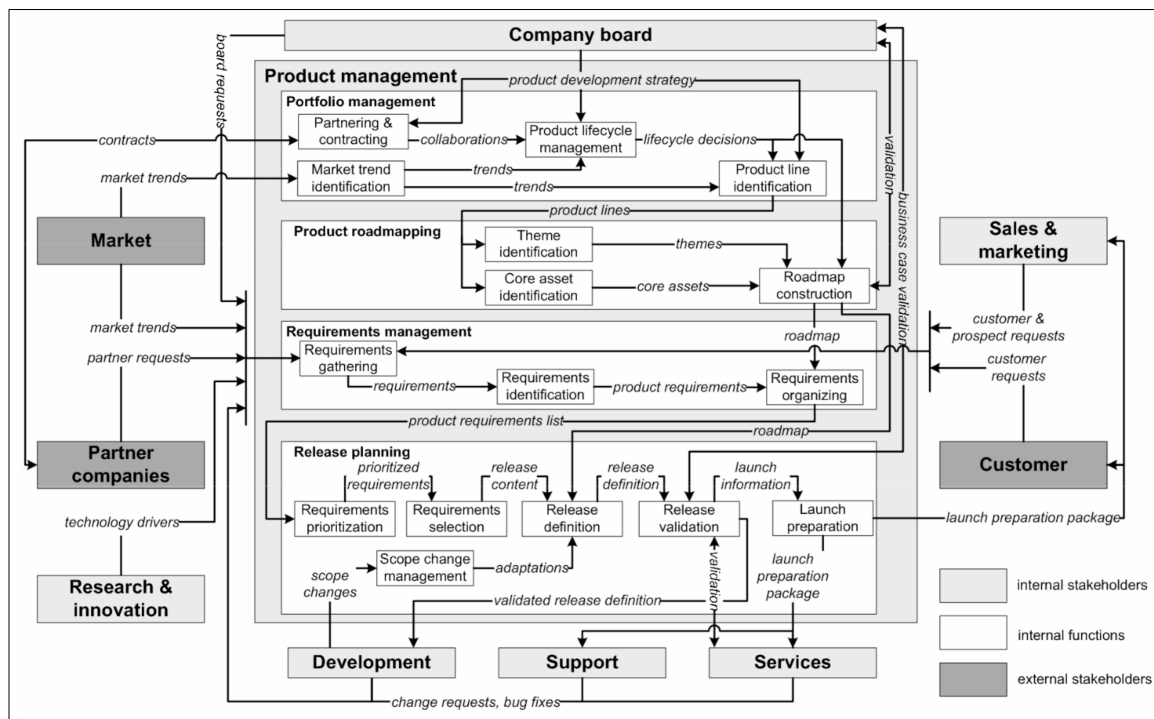 Company board
board requests
Product management
product development strategy
Portfolio management
Partnering &
contracting
collaborations
Product lifecycle
management
lifecycle decisions
contracts
market trends
Market trend
identification
trends
trends
Product line
identification
validation
business case validation
product lines
Market
Product roadmapping
Theme
identification
themes
Core asset
identification
core assets
Roadmap
construction
Sales &
marketing
market trends
partner requests
Requirements management
Requirements
gathering
requirements
Requirements
identification
product requirements
roadmap
Requirements
organizing
customer &
prospect requests
customer
requests
product requirements list
roadmap
Partner
companies
Customer
Release planning
prioritized
requirements
release
content
release
definition
launch
information
Requirements
prioritization
Requirements
selection
Release
definition
Release
validation
Launch
preparation
launch preparation package
technology drivers
Scope change
management
adaptations
scope
changes
validation
launch
preparation
package
validated release definition
Research &
innovation
Development
Support
Services
change requests, bug fixes
internal stakeholders
internal functions
external stakeholders